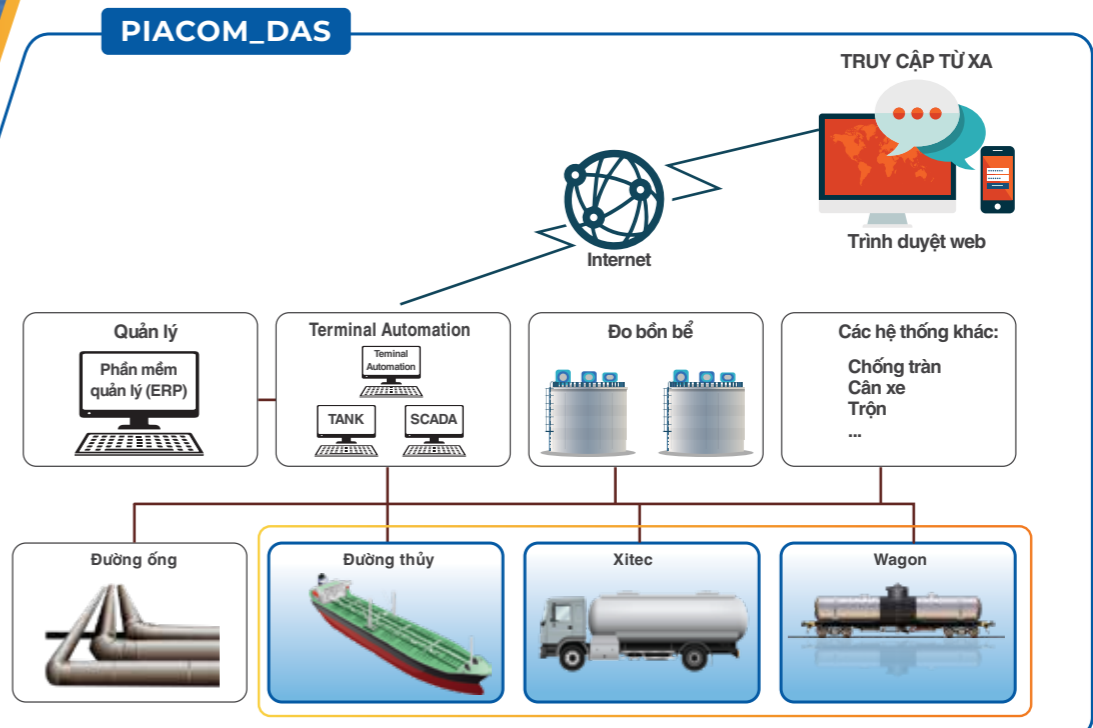 PIACOM_DAS
TRUY CẬP TỪ XA
Trình duyệt web
Internet
Quản lý
Phần mềm
quản lý (ERP)
Terminal Automation
Teminal
Automation
TANK
SCADA
Đo bồn bể
Các hệ thống khác:
Chống tràn
Cân xe
Trộn
...
Đường ống
Đường thủy
Xitec
Wagon